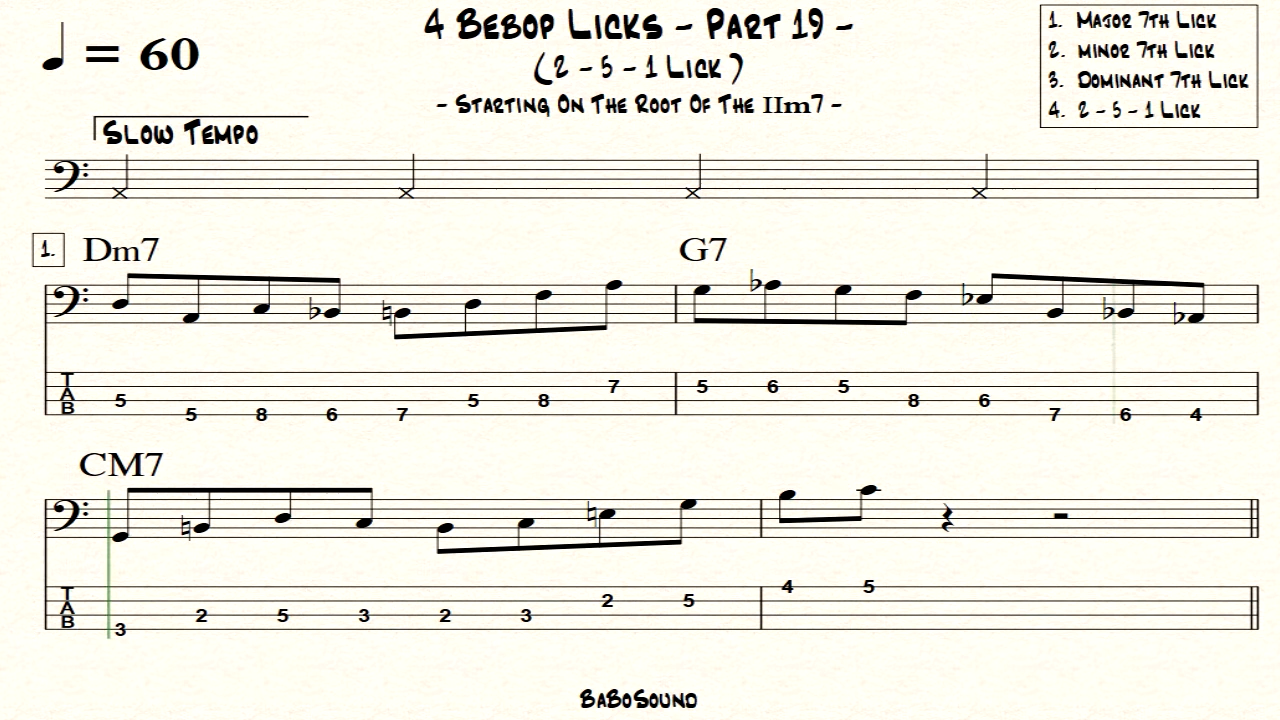 ♩ = 60
4 Bebop Licks - Part 19 -
(2 - 5 - 1 Lick)
- Starting On The Root Of The IIm7 -
1. Major 7th Lick
2. minor 7th Lick
3. Dominant 7th Lick
4. 2 - 5 - 1 Lick
Slow Tempo
1. Dm7 G7
T A B 5 5 8 6 7 5 8 7 5 6 5 8 6 7 6 4
CM7
T A B 3 2 5 3 2 3 2 5 4 5
BaBoSound